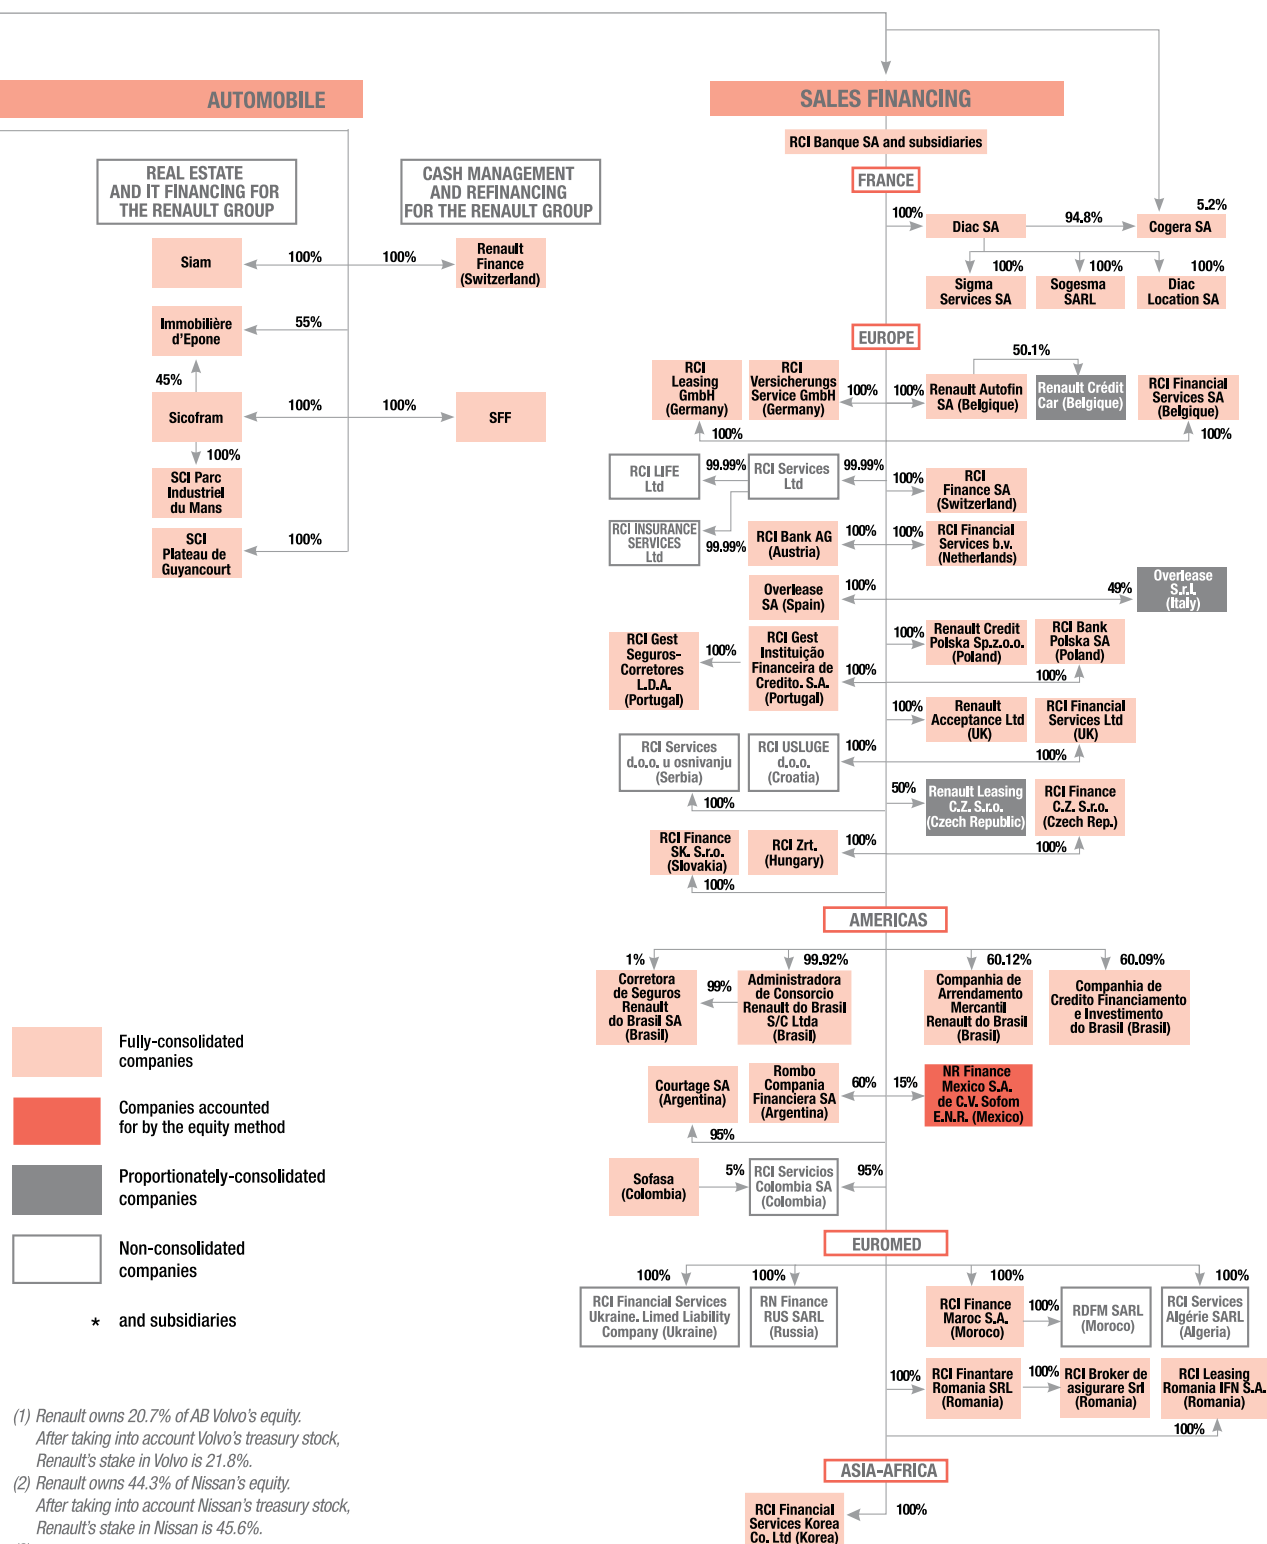 AUTOMOBILE
REAL ESTATE
AND IT FINANCING FOR
THE RENAULT GROUP
CASH MANAGEMENT
AND REFINANCING
FOR THE RENAULT GROUP
Siam
100%
100%
Renault
Finance
(Switzerland)
Immobilière
d'Epone
55%
45%
Sicofram
100%
100%
SFF
100%
SCI Parc
Industriel
du Mans
SCI
Plateau de
Guyancourt
100%
SALES FINANCING
RCI Banque SA and subsidiaries
FRANCE
100%
Diac SA
94.8%
5.2%
Cogera SA
100%
Sigma
Services SA
100%
Sogesma
SARL
100%
Diac
Location SA
EUROPE
50.1%
RCI
Leasing
GmbH
(Germany)
RCI
Versicherungs
Service GmbH
(Germany)
100%
100%
Renault Autofin
SA (Belgique)
Renault Crédit
Car (Belgique)
RCI Financial
Services SA
(Belgique)
100%
100%
RCI LIFE
Ltd
99.99%
RCI Services
Ltd
99.99%
100%
RCI
Finance SA
(Switzerland)
RCI INSURANCE
SERVICES
Ltd
99.99%
RCI Bank AG
(Austria)
100%
100%
RCI Financial
Services b.v.
(Netherlands)
Overlease
SA (Spain)
100%
49%
Overlease
S.r.l.
(Italy)
RCI Gest
Seguros-
Corretores
L.D.A.
(Portugal)
100%
RCI Gest
Instituição
Financeira de
Credito. S.A.
(Portugal)
100%
100%
Renault Credit
Polska Sp.z.o.o.
(Poland)
RCI Bank
Polska SA
(Poland)
100%
100%
Renault
Acceptance Ltd
(UK)
RCI Financial
Services Ltd
(UK)
100%
RCI Services
d.o.o. u osnivanju
(Serbia)
RCI USLUGE
d.o.o.
(Croatia)
100%
100%
50%
Renault Leasing
C.Z. S.r.o.
(Czech Republic)
RCI Finance
C.Z. S.r.o.
(Czech Rep.)
100%
RCI Finance
SK. S.r.o.
(Slovakia)
RCI Zrt.
(Hungary)
100%
100%
AMERICAS
1%
Corretora
de Seguros
Renault
do Brasil SA
(Brasil)
99%
99.92%
Administradora
de Consorcio
Renault do Brasil
S/C Ltda
(Brasil)
60.12%
Companhia de
Arrendamento
Mercantil
Renault do Brasil
(Brasil)
60.09%
Companhia de
Credito Financiamento
e Investimento
do Brasil (Brasil)
Courtage SA
(Argentina)
Rombo
Compania
Financiera SA
(Argentina)
60%
15%
NR Finance
Mexico S.A.
de C.V. Sofom
E.N.R. (Mexico)
95%
Sofasa
(Colombia)
5%
RCI Servicios
Colombia SA
(Colombia)
95%
EUROMED
100%
RCI Financial Services
Ukraine. Limed Liability
Company (Ukraine)
100%
RN Finance
RUS SARL
(Russia)
100%
RCI Finance
Maroc S.A.
(Moroco)
100%
RDFM SARL
(Moroco)
100%
RCI Services
Algérie SARL
(Algeria)
100%
RCI Finantare
Romania SRL
(Romania)
100%
RCI Broker de
asigurare Srl
(Romania)
RCI Leasing
Romania IFN S.A.
(Romania)
100%
ASIA-AFRICA
RCI Financial
Services Korea
Co. Ltd (Korea)
100%
Fully-consolidated
companies
Companies accounted
for by the equity method
Proportionately-consolidated
companies
Non-consolidated
companies
* and subsidiaries
(1) Renault owns 20.7% of AB Volvo's equity.
After taking into account Volvo's treasury stock,
Renault's stake in Volvo is 21.8%.
(2) Renault owns 44.3% of Nissan's equity.
After taking into account Nissan's treasury stock,
Renault's stake in Nissan is 45.6%.